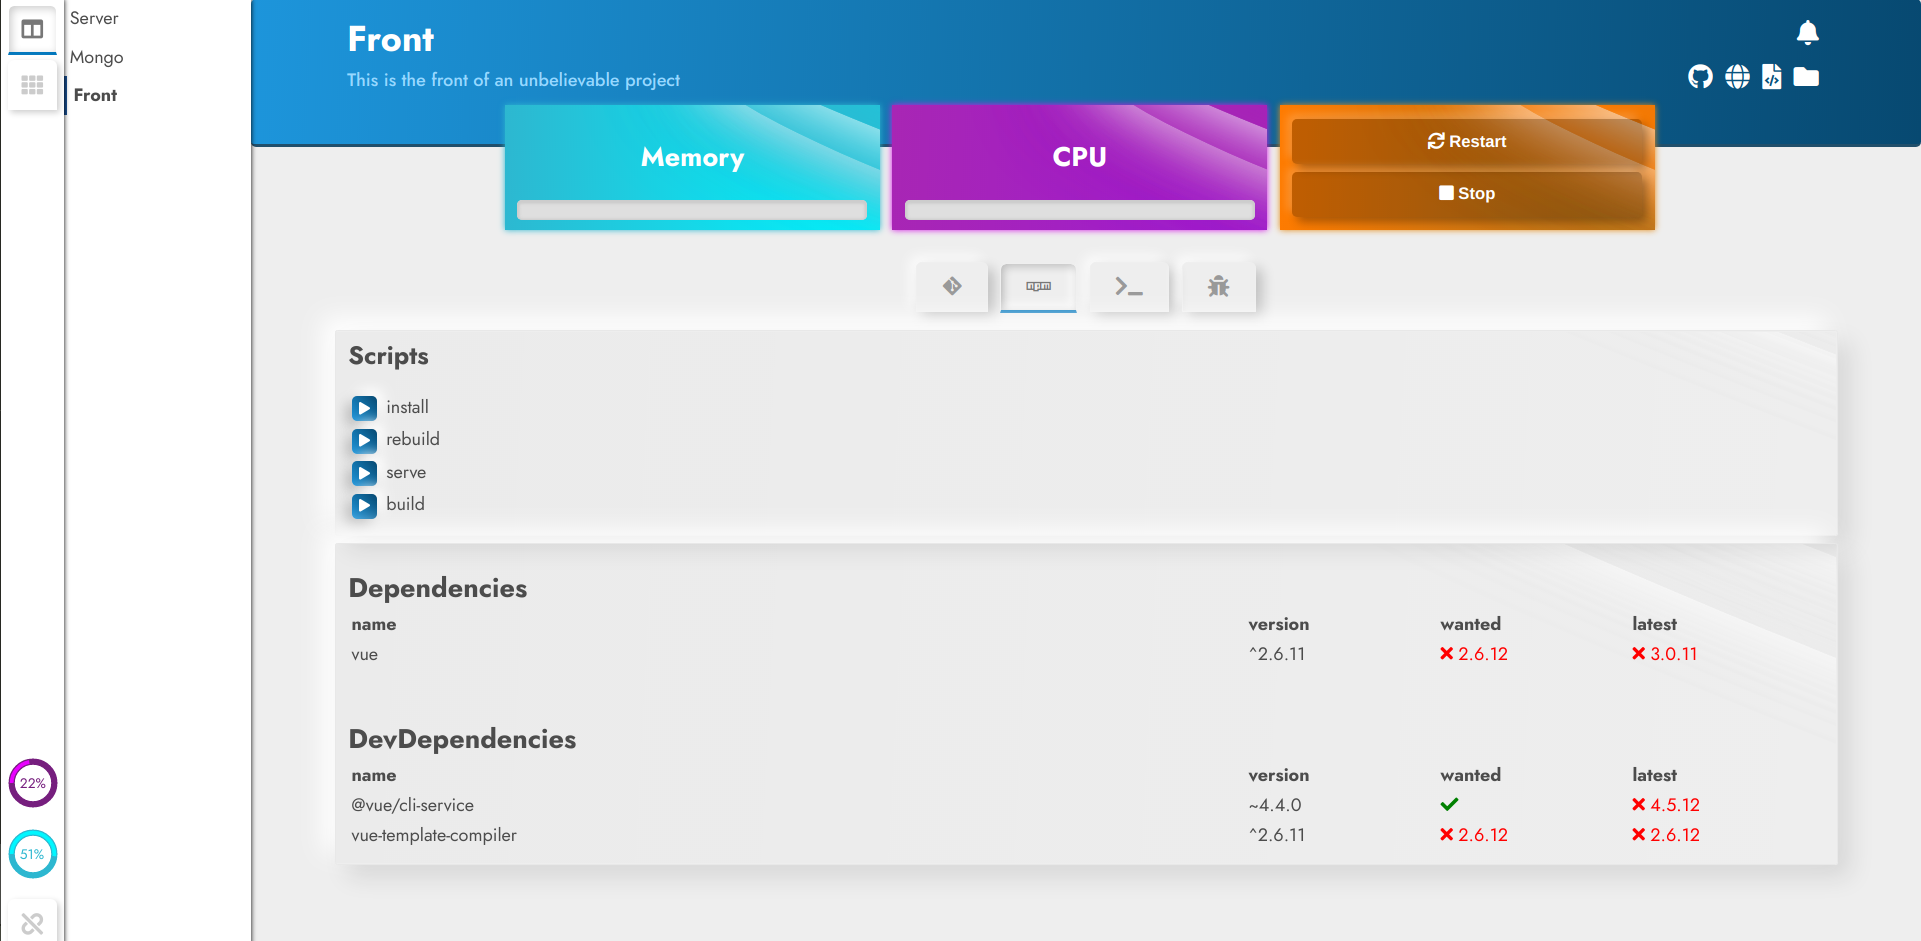 Server
Mongo
Front
22%
51%
Front
This is the front of an unbelievable project
Memory
CPU
Restart
Stop
npm
Scripts
install
rebuild
serve
build
Dependencies
name version wanted latest
vue ^2.6.11 2.6.12 3.0.11
DevDependencies
name version wanted latest
@vue/cli-service ~4.4.0 4.5.12
vue-template-compiler ^2.6.11 2.6.12 2.6.12